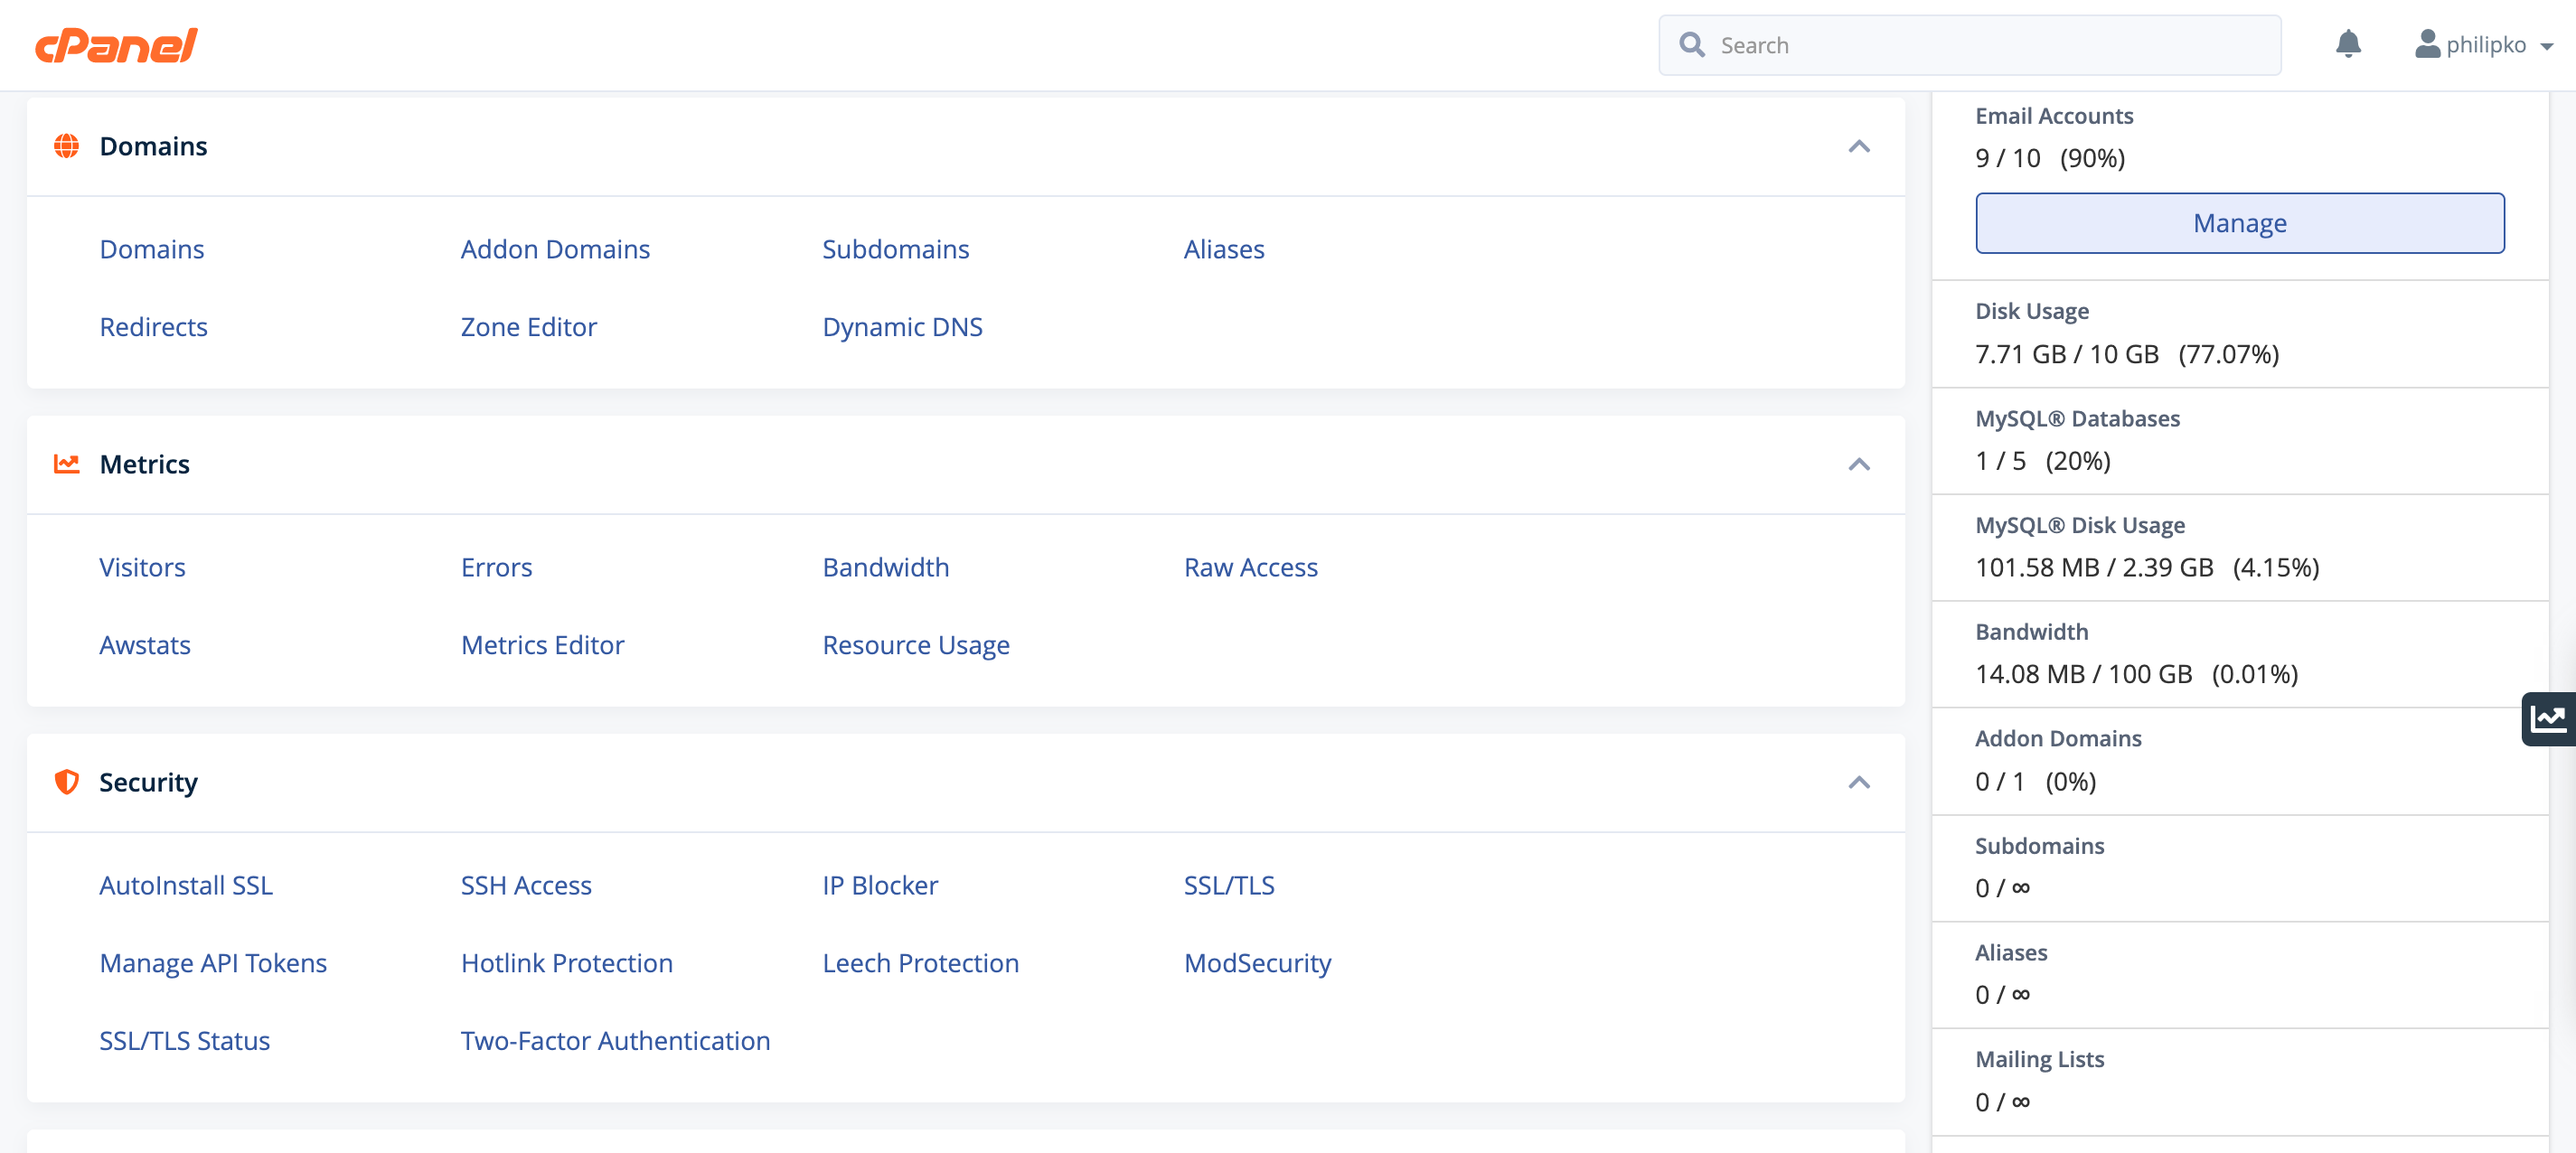 cPanel
Search
philipko
Domains
Domains Addon Domains Subdomains Aliases
Redirects Zone Editor Dynamic DNS
Metrics
Visitors Errors Bandwidth Raw Access
Awstats Metrics Editor Resource Usage
Security
AutoInstall SSL SSH Access IP Blocker SSL/TLS
Manage API Tokens Hotlink Protection Leech Protection ModSecurity
SSL/TLS Status Two-Factor Authentication
Email Accounts
9 / 10 (90%)
Manage
Disk Usage
7.71 GB / 10 GB (77.07%)
MySQL® Databases
1 / 5 (20%)
MySQL® Disk Usage
101.58 MB / 2.39 GB (4.15%)
Bandwidth
14.08 MB / 100 GB (0.01%)
Addon Domains
0 / 1 (0%)
Subdomains
0 / ∞
Aliases
0 / ∞
Mailing Lists
0 / ∞